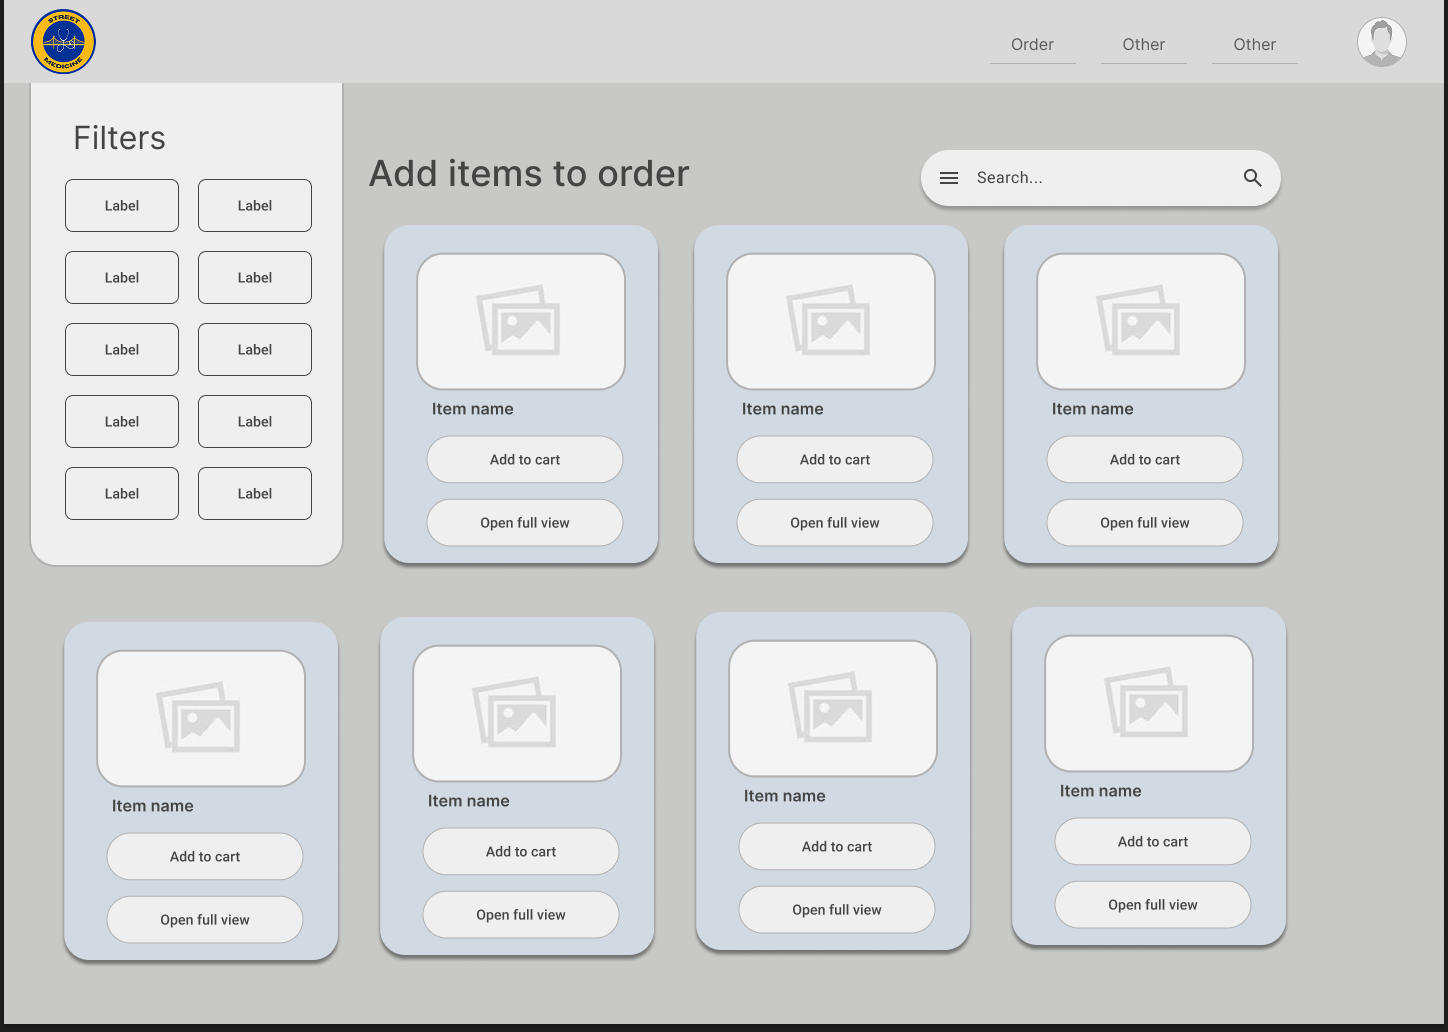 STREET
MEDICINE
Order
Other
Other
Filters
Label
Label
Label
Label
Label
Label
Label
Label
Label
Label
Add items to order
Search...
Item name
Add to cart
Open full view
Item name
Add to cart
Open full view
Item name
Add to cart
Open full view
Item name
Add to cart
Open full view
Item name
Add to cart
Open full view
Item name
Add to cart
Open full view
Item name
Add to cart
Open full view